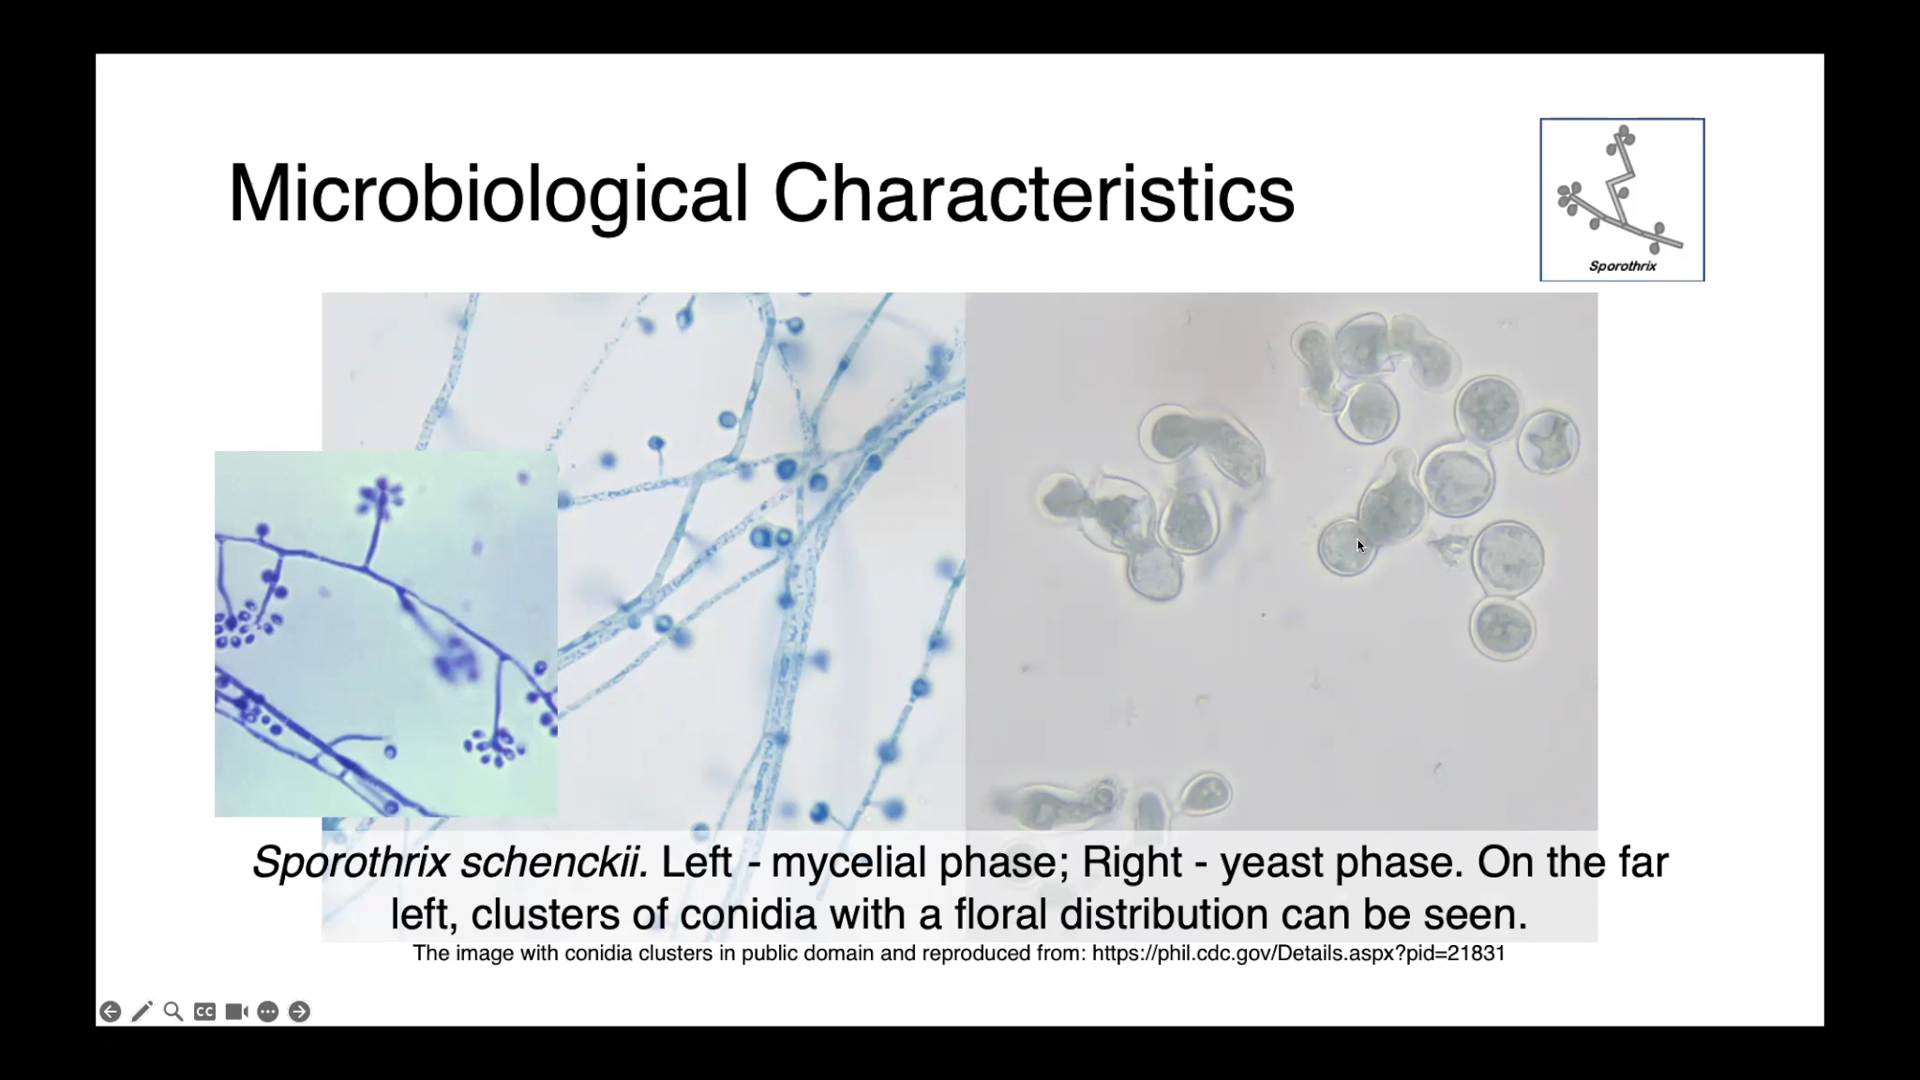 Microbiological Characteristics
Sporothrix
Sporothrix schenckii. Left - mycelial phase; Right - yeast phase. On the far
left, clusters of conidia with a floral distribution can be seen.
The image with conidia clusters in public domain and reproduced from: https://phil.cdc.gov/Details.aspx?pid=21831
CC